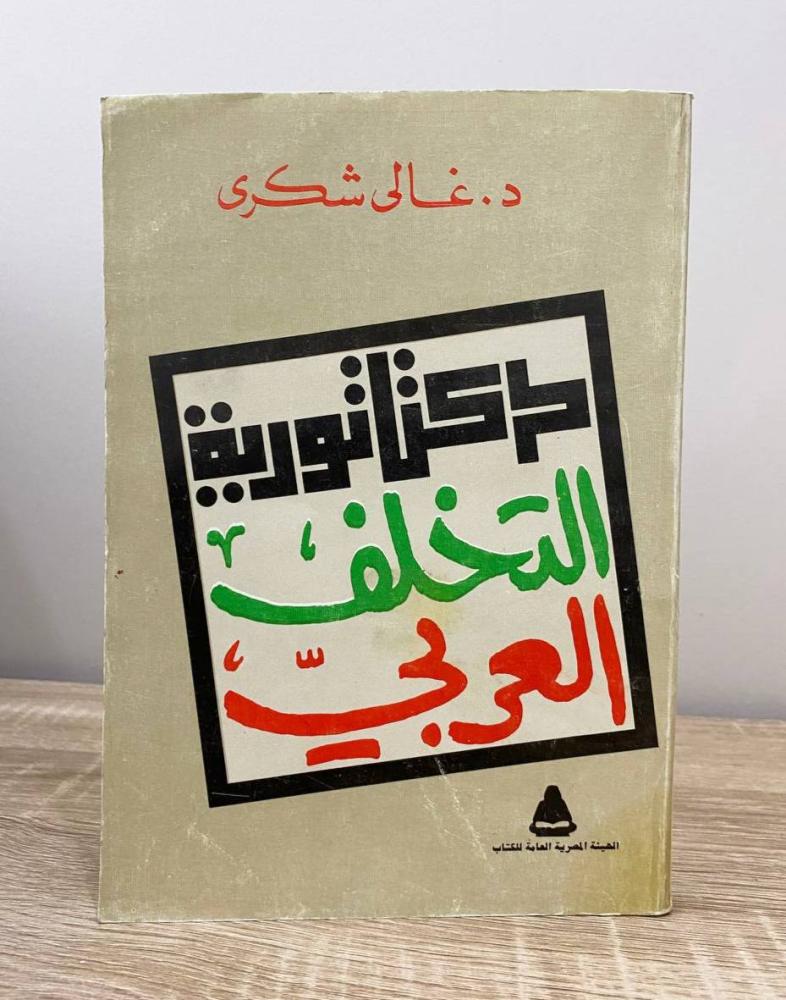 د. غالى شكرى
دكتاتورية
التخلف
العربيّ
الهيئة المصرية العامة للكتاب